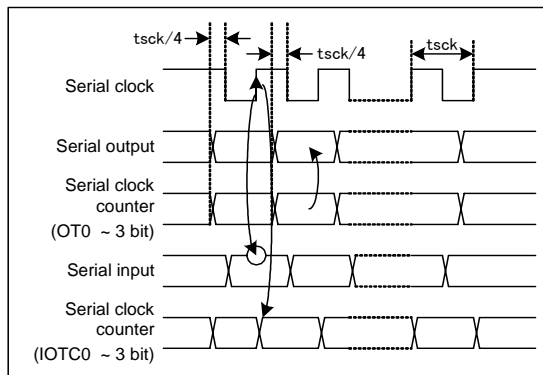 tsck/4
tsck/4
tsck
Serial clock
Serial output
Serial clock
counter
(OT0 ~ 3 bit)
Serial input
Serial clock
counter
(IOTC0 ~ 3 bit)